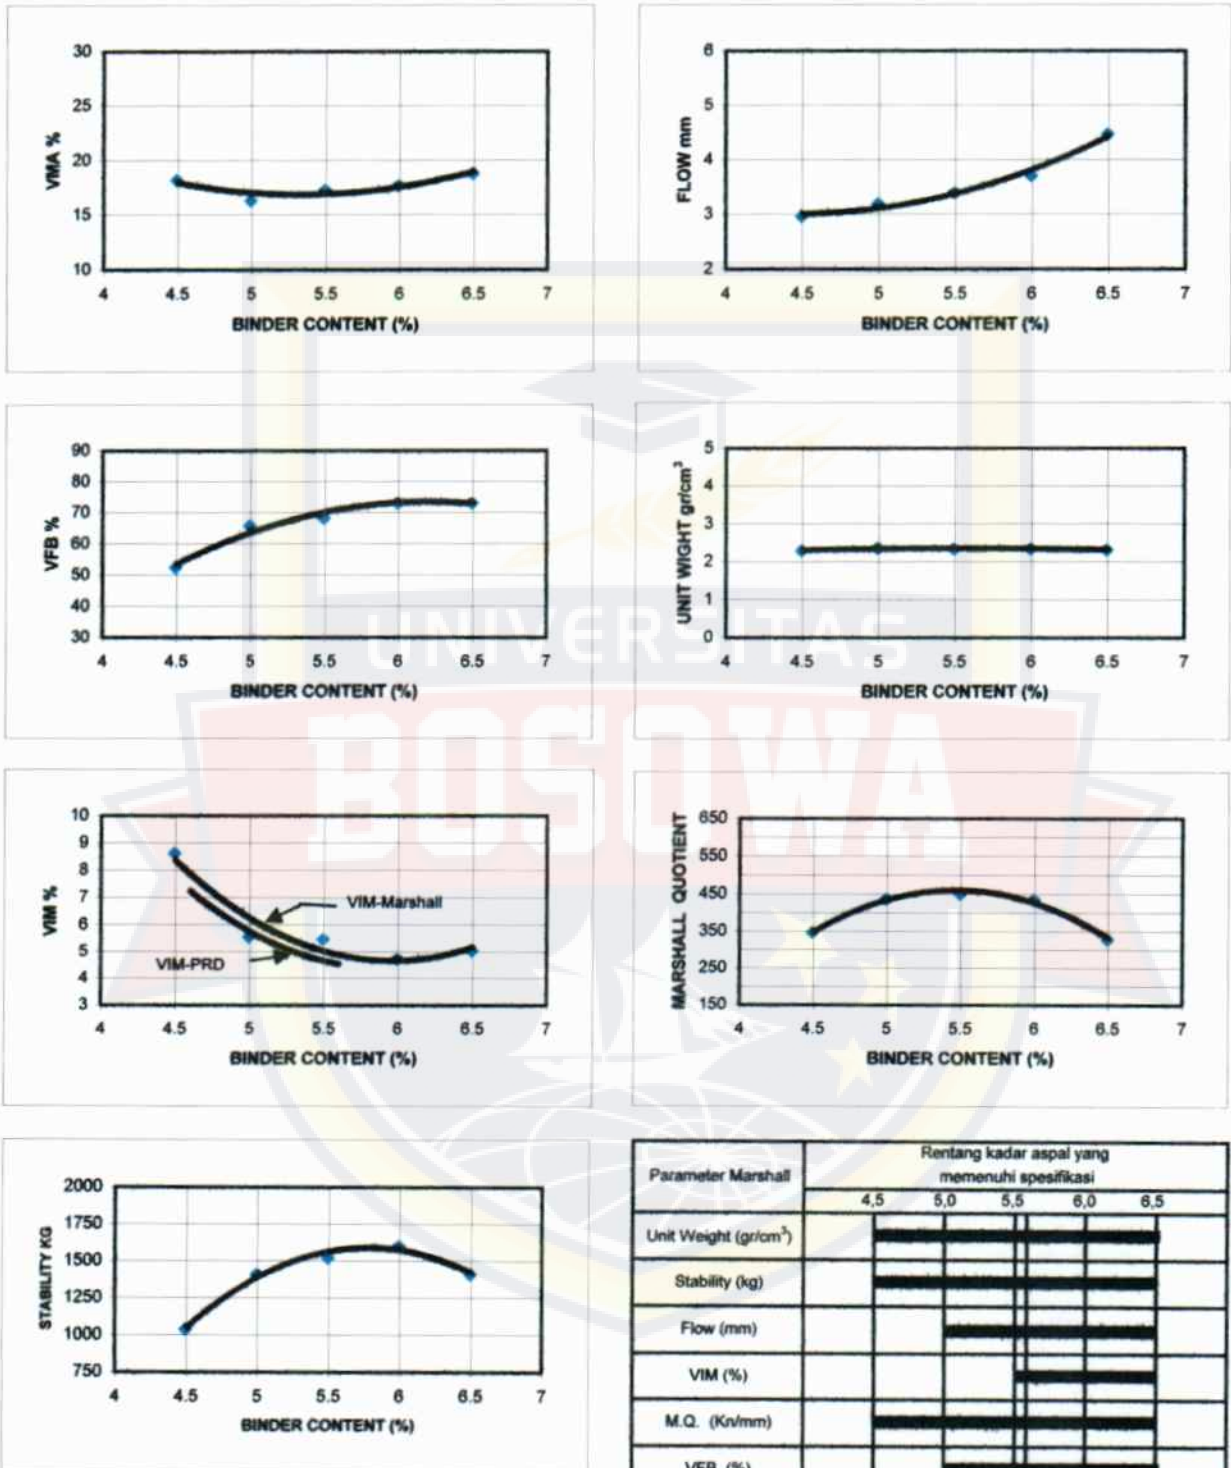 30
25
20
15
10
VMA %
4 4.5 5 5.5 6 6.5 7
BINDER CONTENT (%)
6
5
4
3
2
FLOW mm
4 4.5 5 5.5 6 6.5 7
BINDER CONTENT (%)
90
80
70
60
50
40
30
VFB %
4 4.5 5 5.5 6 6.5 7
BINDER CONTENT (%)
5
4
3
2
1
0
UNIT WIGHT gr/cm³
4 4.5 5 5.5 6 6.5 7
BINDER CONTENT (%)
UNIVERSITAS
BOSOWA
10
9
8
7
6
5
4
3
VIM %
VIM-Marshall
VIM-PRD
4 4.5 5 5.5 6 6.5 7
BINDER CONTENT (%)
650
550
450
350
250
150
MARSHALL QUOTIENT
4 4.5 5 5.5 6 6.5 7
BINDER CONTENT (%)
2000
1750
1500
1250
1000
750
STABILITY KG
4 4.5 5 5.5 6 6.5 7
BINDER CONTENT (%)
Parameter Marshall
Rentang kadar aspal yang
memenuhi spesifikasi
4,5 5,0 5,5 6,0 6,5
Unit Weight (gr/cm³)
Stability (kg)
Flow (mm)
VIM (%)
M.Q. (Kn/mm)
VFB (%)